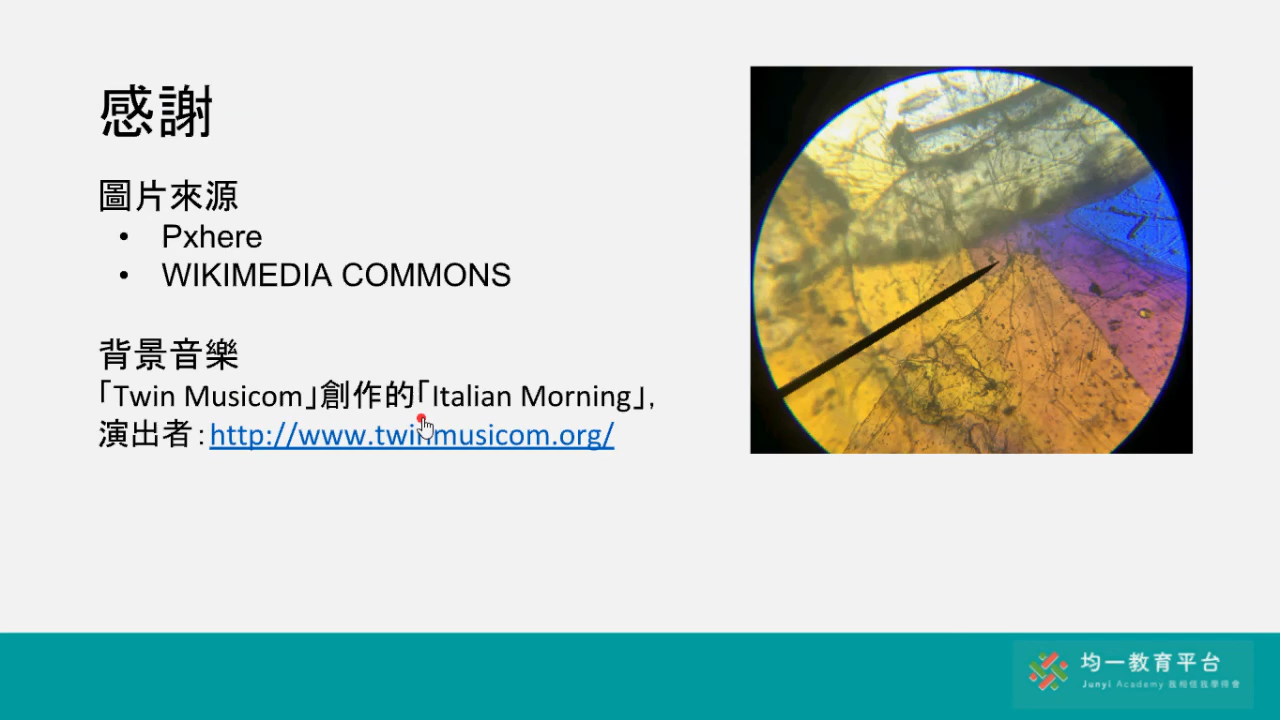 感謝
圖片來源
• Pxhere
• WIKIMEDIA COMMONS
背景音樂
「Twin Musicom」創作的「Italian Morning」,
演出者：http://www.twinmusicom.org/
均一教育平台
Junyi Academy 我相信我學得會